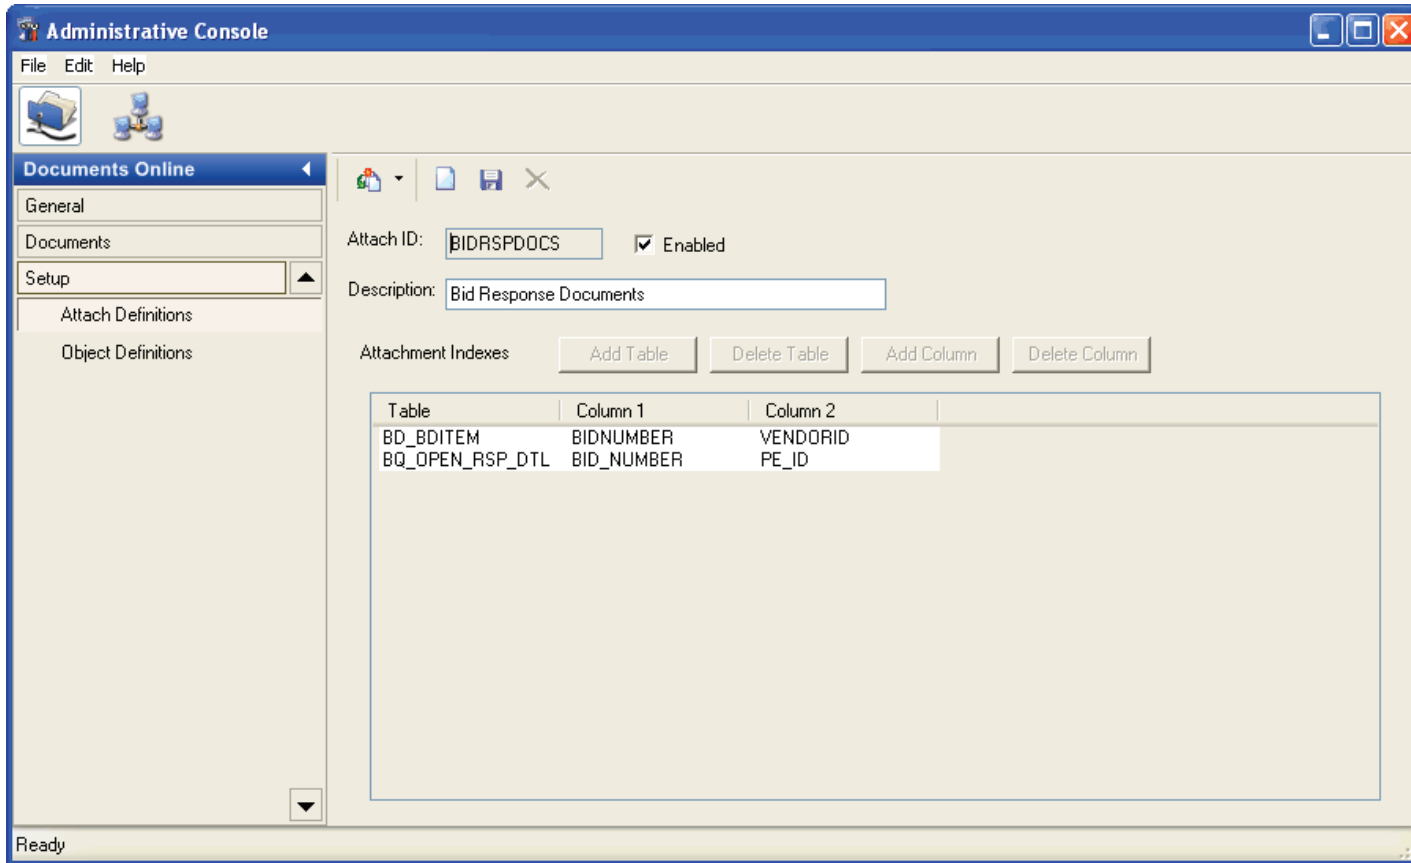 Administrative Console
File Edit Help
Documents Online
General
Documents
Setup
Attach Definitions
Object Definitions
Attach ID: BIDRSPDOCS Enabled
Description: Bid Response Documents
Attachment Indexes Add Table Delete Table Add Column Delete Column
Table Column 1 Column 2
BD_BDITEM BIDNUMBER VENDORID
BQ_OPEN_RSP_DTL BID_NUMBER PE_ID
Ready